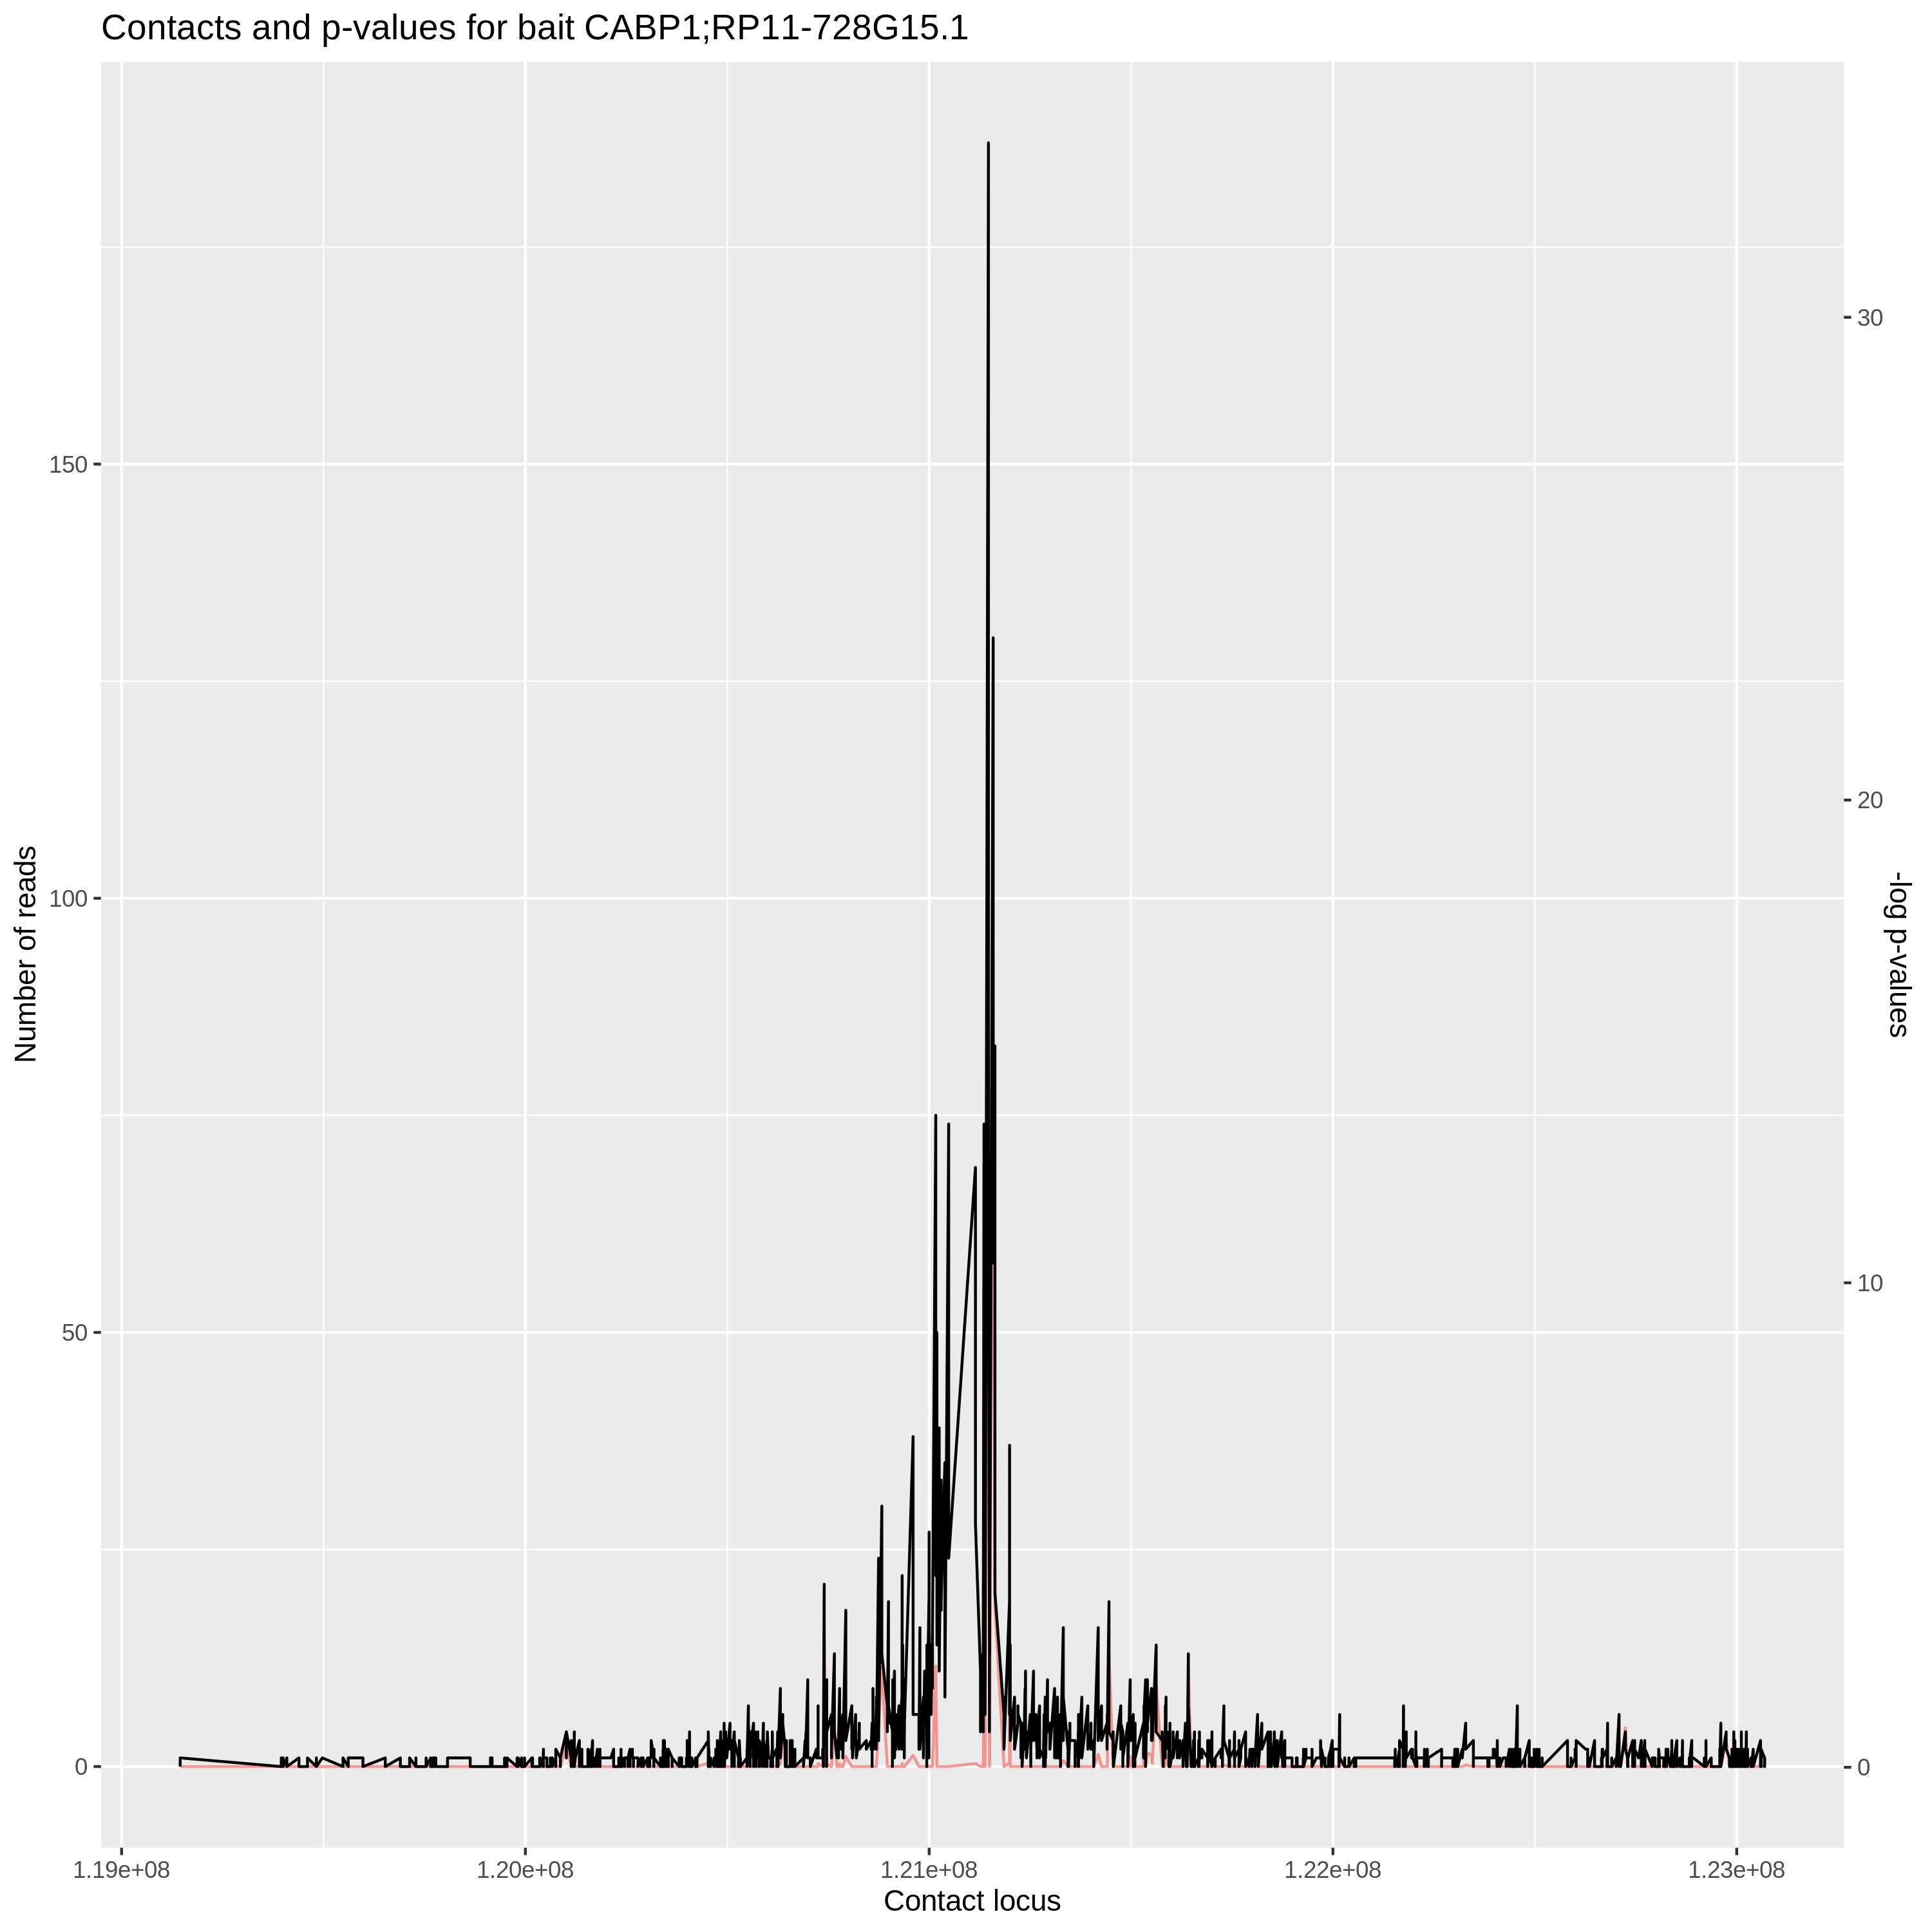 Contacts and p-values for bait CABP1;RP11-728G15.1
Number of reads
150
100
50
0
30
20
10
0
-log p-values
1.19e+08
1.20e+08
1.21e+08
1.22e+08
1.23e+08
Contact locus